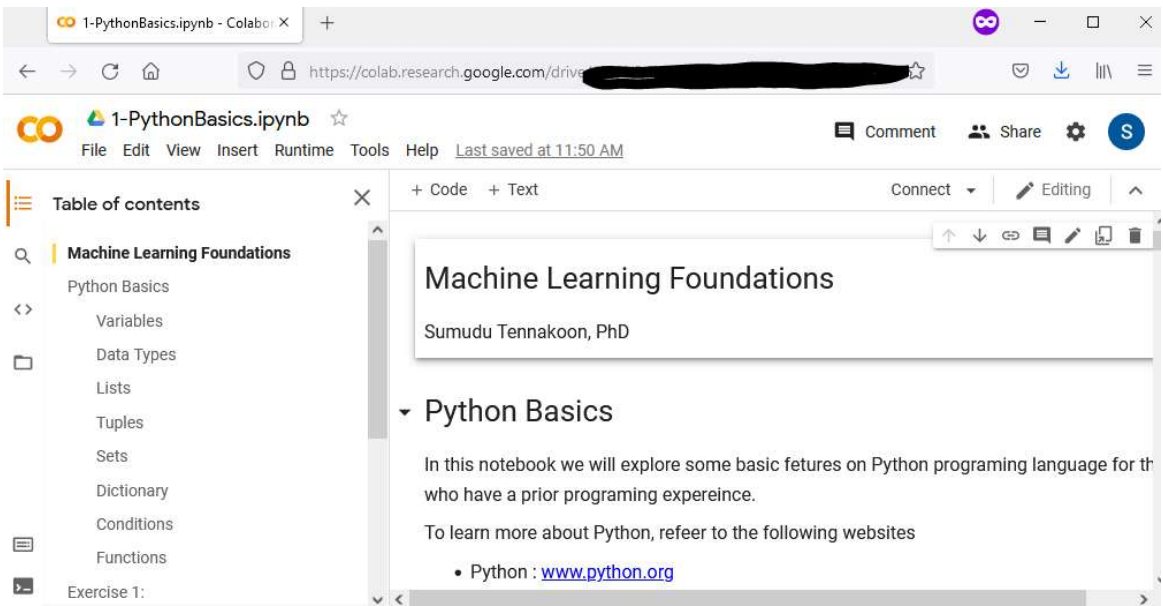 1-PythonBasics.ipynb - Colabor
https://colab.research.google.com/drive
1-PythonBasics.ipynb
File Edit View Insert Runtime Tools Help Last saved at 11:50 AM
Comment Share S
Table of contents
+ Code + Text Connect Editing
Machine Learning Foundations
Python Basics
Variables
Data Types
Lists
Tuples
Sets
Dictionary
Conditions
Functions
Exercise 1:
Machine Learning Foundations
Sumudu Tennakoon, PhD
Python Basics
In this notebook we will explore some basic fetures on Python programing language for th
who have a prior programing expereince.
To learn more about Python, refeer to the following websites
• Python : www.python.org